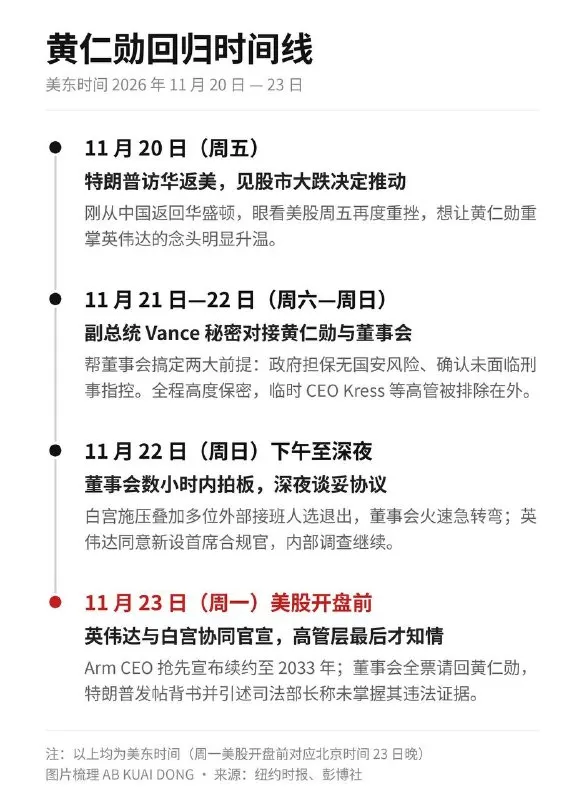 黄仁勋回归时间线
美东时间 2026 年 11 月 20 日 — 23 日
11 月 20 日（周五）
特朗普访华返美，见股市大跌决定推动
刚从中国返回华盛顿，眼看美股周五再度重挫，想让黄仁勋重
掌英伟达的念头明显升温。
11 月 21 日—22 日（周六—周日）
副总统 Vance 秘密对接黄仁勋与董事会
帮董事会搞定两大前提：政府担保无国安风险、确认未面临刑
事指控。全程高度保密，临时 CEO Kress 等高管被排除在外。
11 月 22 日（周日）下午至深夜
董事会数小时内拍板，深夜谈妥协议
白宫施压叠加多位外部接班人选退出，董事会火速急转弯；英
伟达同意新设首席合规官，内部调查继续。
11 月 23 日（周一）美股开盘前
英伟达与白宫协同官宣，高管层最后才知情
Arm CEO 抢先宣布续约至 2033 年；董事会全票请回黄仁勋，
特朗普发帖背书并引述司法部长称未掌握其违法证据。
注：以上均为美东时间（周一美股开盘前对应北京时间 23 日晚）
图片梳理 AB KUAI DONG · 来源：纽约时报、彭博社